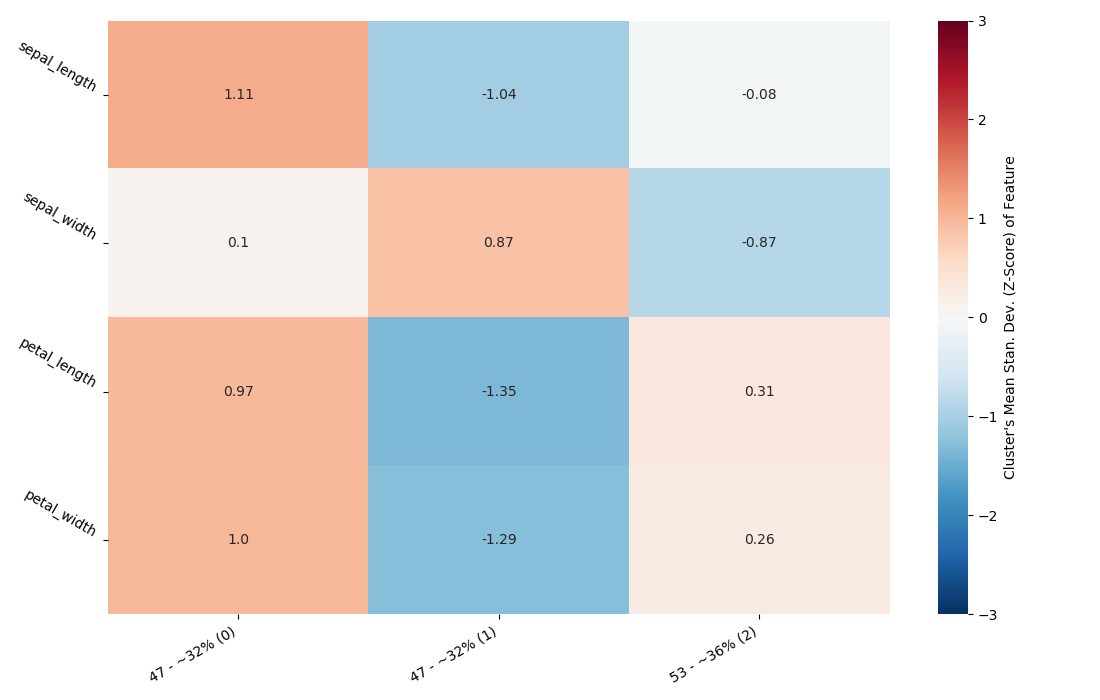 sepal_length
1.11
-1.04
-0.08
sepal_width
0.1
0.87
-0.87
petal_length
0.97
-1.35
0.31
petal_width
1.0
-1.29
0.26
47 - ~32% (0)
47 - ~32% (1)
53 - ~36% (2)
3
2
1
0
−1
−2
−3
Cluster's Mean Stan. Dev. (Z-Score) of Feature